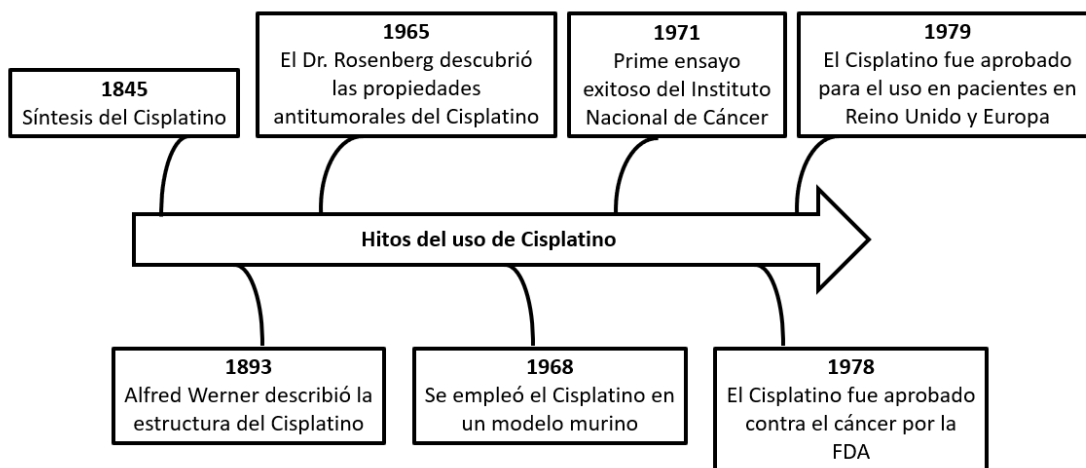 1845
Síntesis del Cisplatino
1965
El Dr. Rosenberg descubrió
las propiedades
antitumorales del Cisplatino
1971
Prime ensayo
exitoso del Instituto
Nacional de Cáncer
1979
El Cisplatino fue aprobado
para el uso en pacientes en
Reino Unido y Europa
Hitos del uso de Cisplatino
1893
Alfred Werner describió la
estructura del Cisplatino
1968
Se empleó el Cisplatino en
un modelo murino
1978
El Cisplatino fue aprobado
contra el cáncer por la
FDA